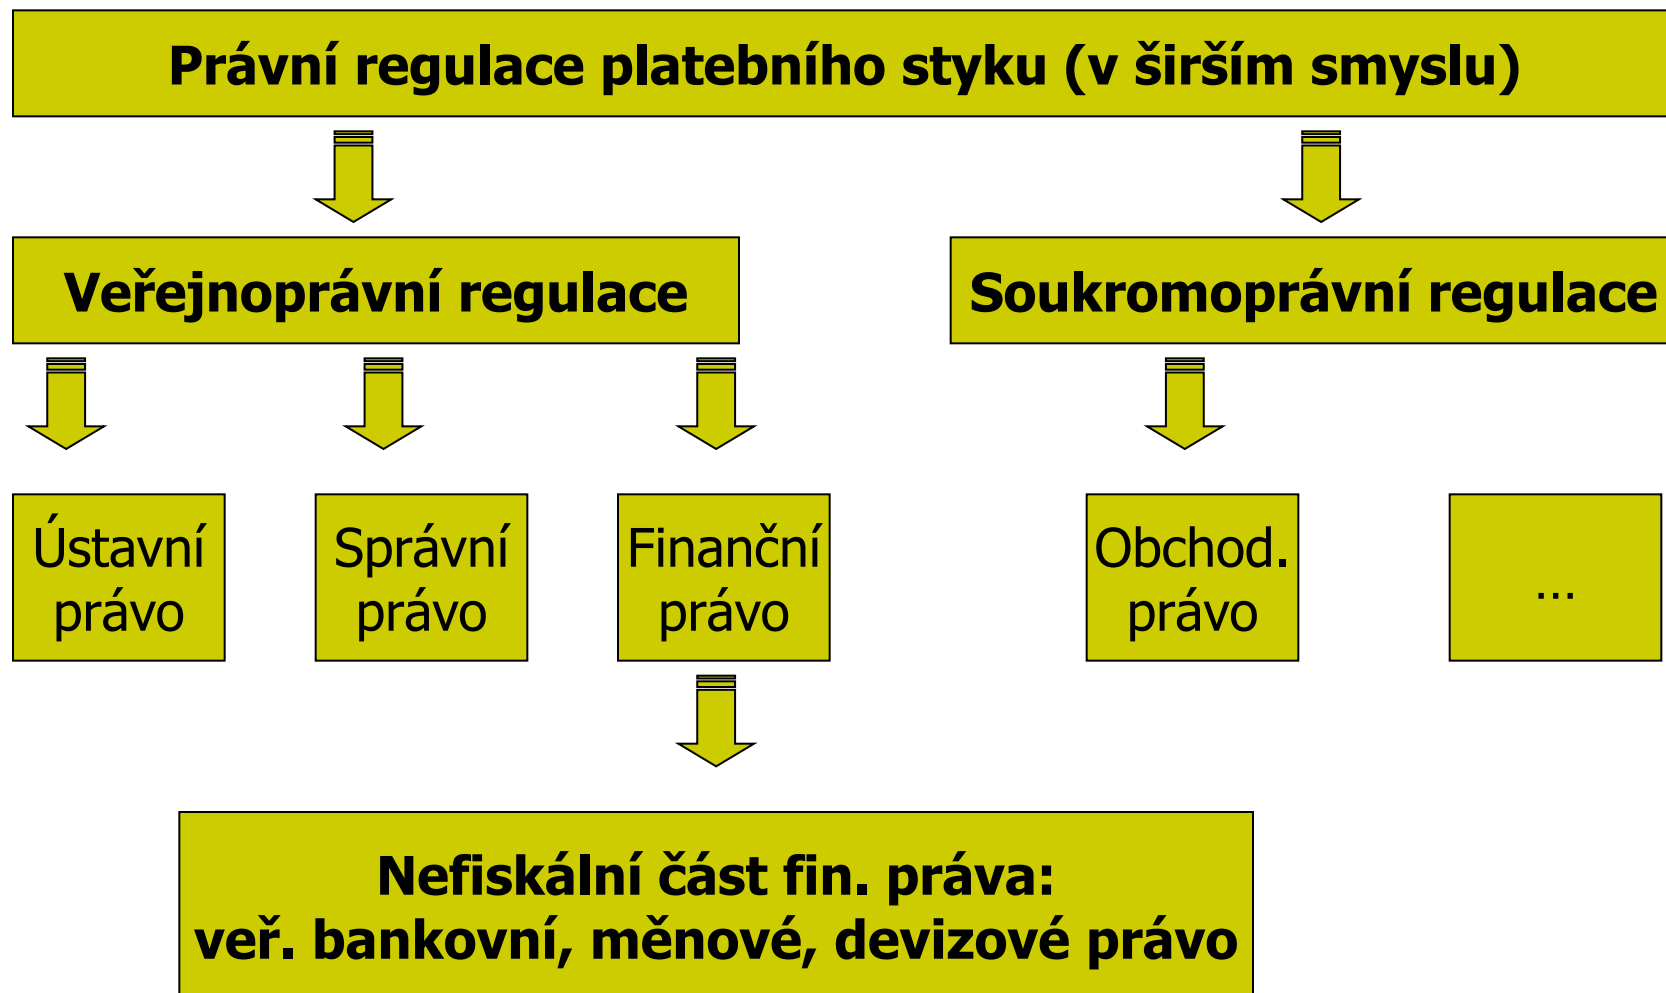 Právní regulace platebního styku (v širším smyslu)
Veřejnoprávní regulace
Soukromoprávní regulace
Ústavní
právo
Správní
právo
Finanční
právo
Obchod.
právo
...
Nefiskální část fin. práva:
veř. bankovní, měnové, devizové právo